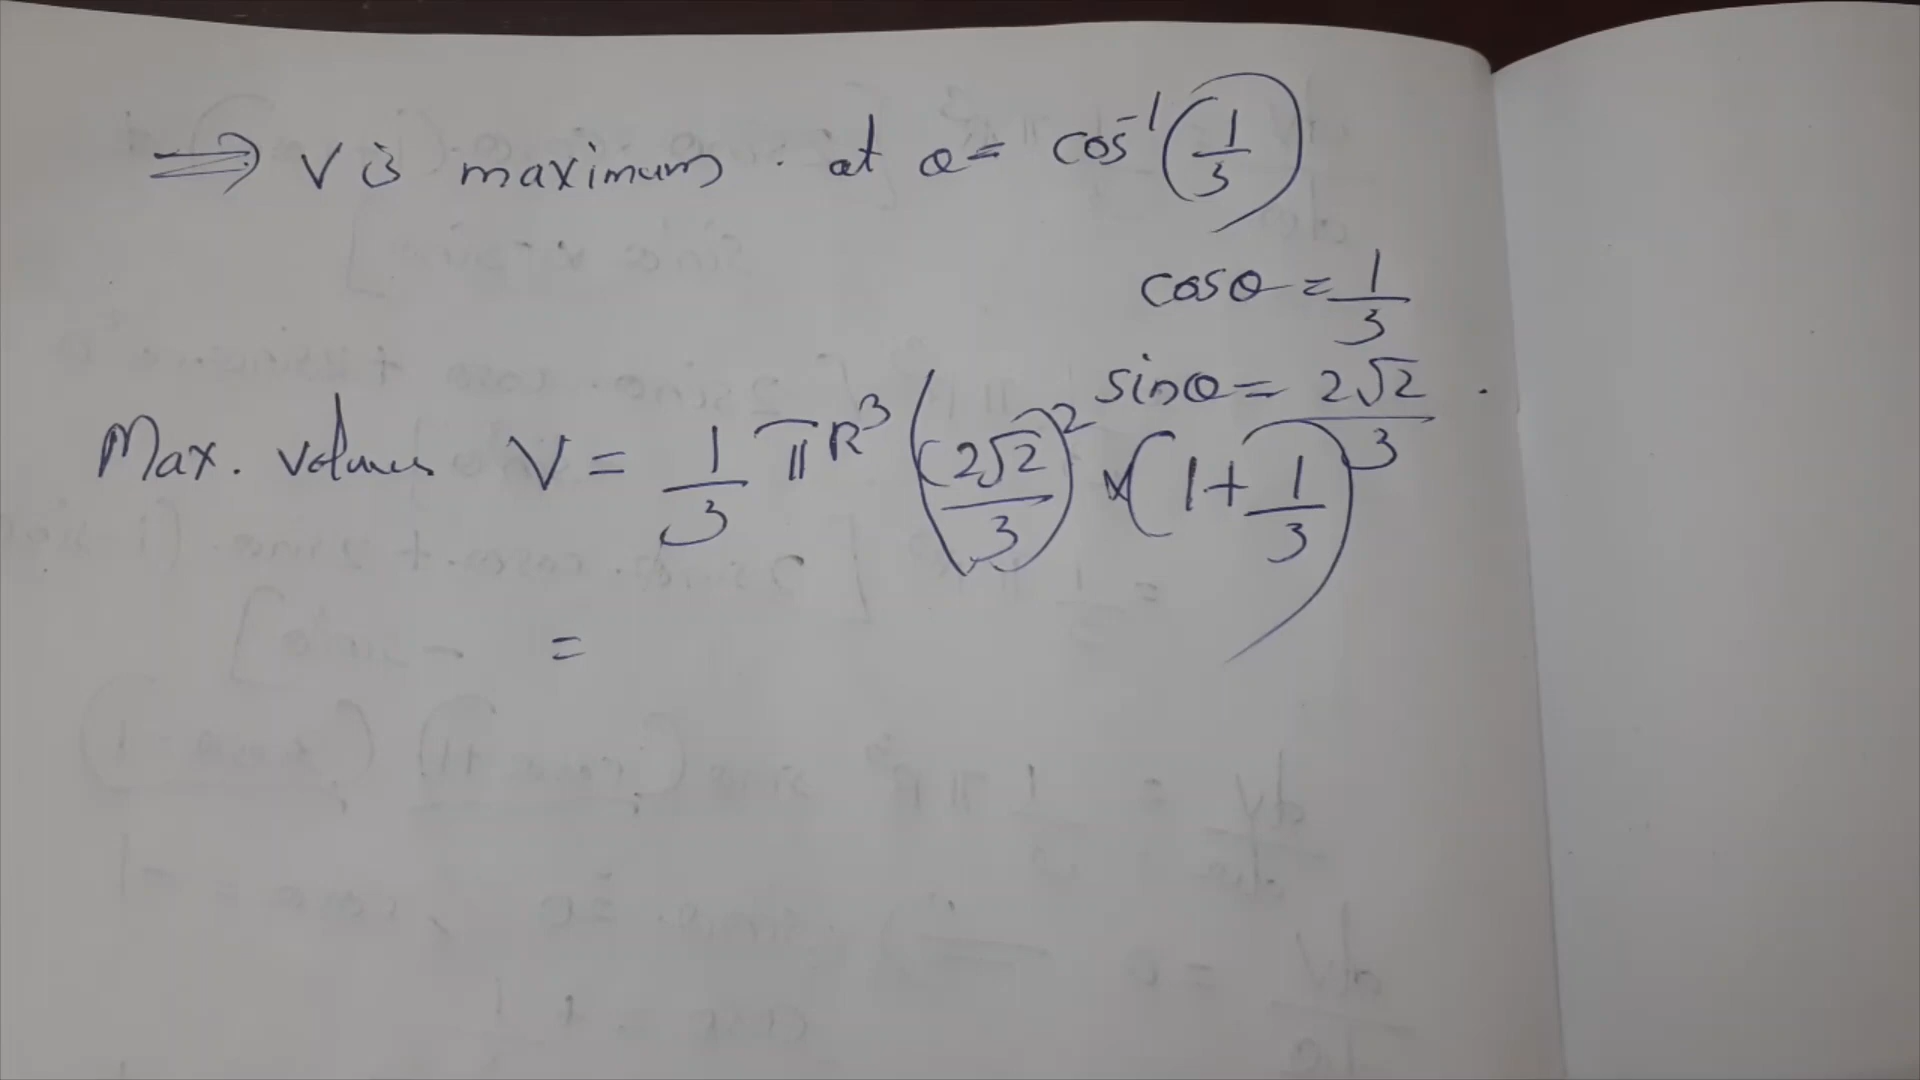 ⇒ V is maximum. at θ = cos⁻¹(1/3)
cosθ = 1/3
sinθ = 2√2/3.
Max. volume V = 1/3 πR³ (2√2/3)² × (1+1/3)
=